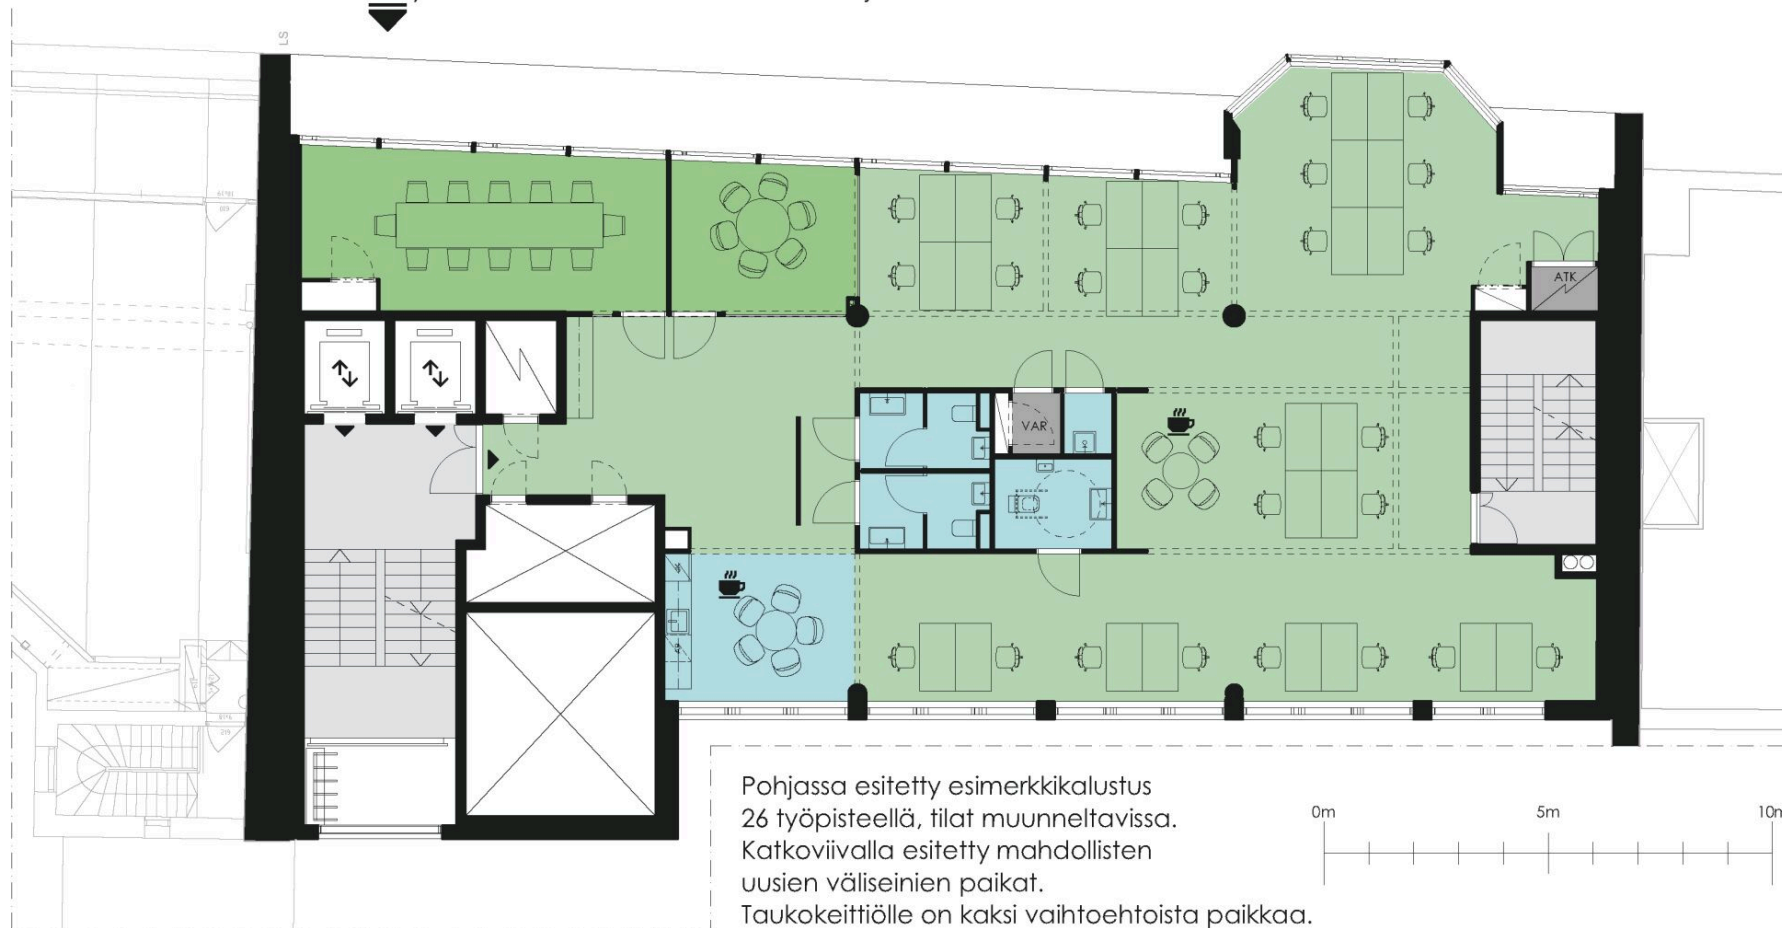 LS
ATK
VAR
Pohjassa esitetty esimerkkikalustus
26 työpisteellä, tilat muunneltavissa.
Katkoviivalla esitetty mahdollisten
uusien väliseinien paikat.
Taukokeittiölle on kaksi vaihtoehtoista paikkaa.
0m 5m 10m